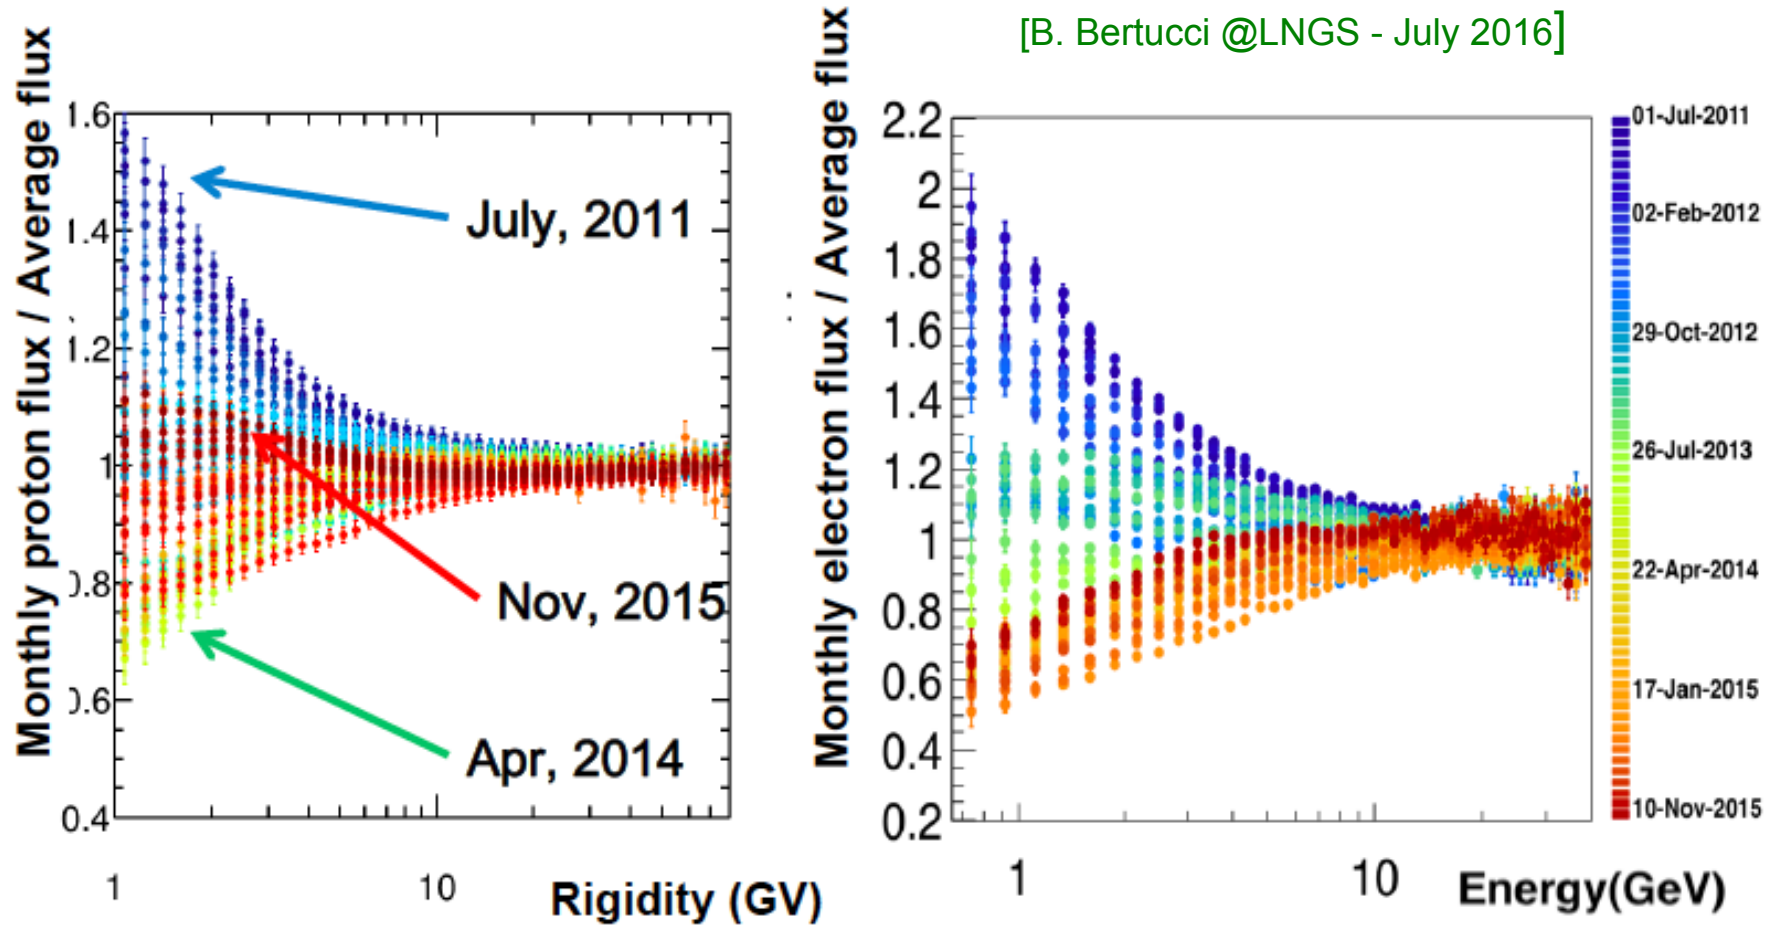 [B. Bertucci @LNGS - July 2016]
Monthly proton flux / Average flux
1.6
1.4
1.2
1
0.8
0.6
0.4
July, 2011
Nov, 2015
Apr, 2014
1
10
Rigidity (GV)
Monthly electron flux / Average flux
2.2
2
1.8
1.6
1.4
1.2
1
0.8
0.6
0.4
0.2
1
10
Energy(GeV)
01-Jul-2011
02-Feb-2012
29-Oct-2012
26-Jul-2013
22-Apr-2014
17-Jan-2015
10-Nov-2015